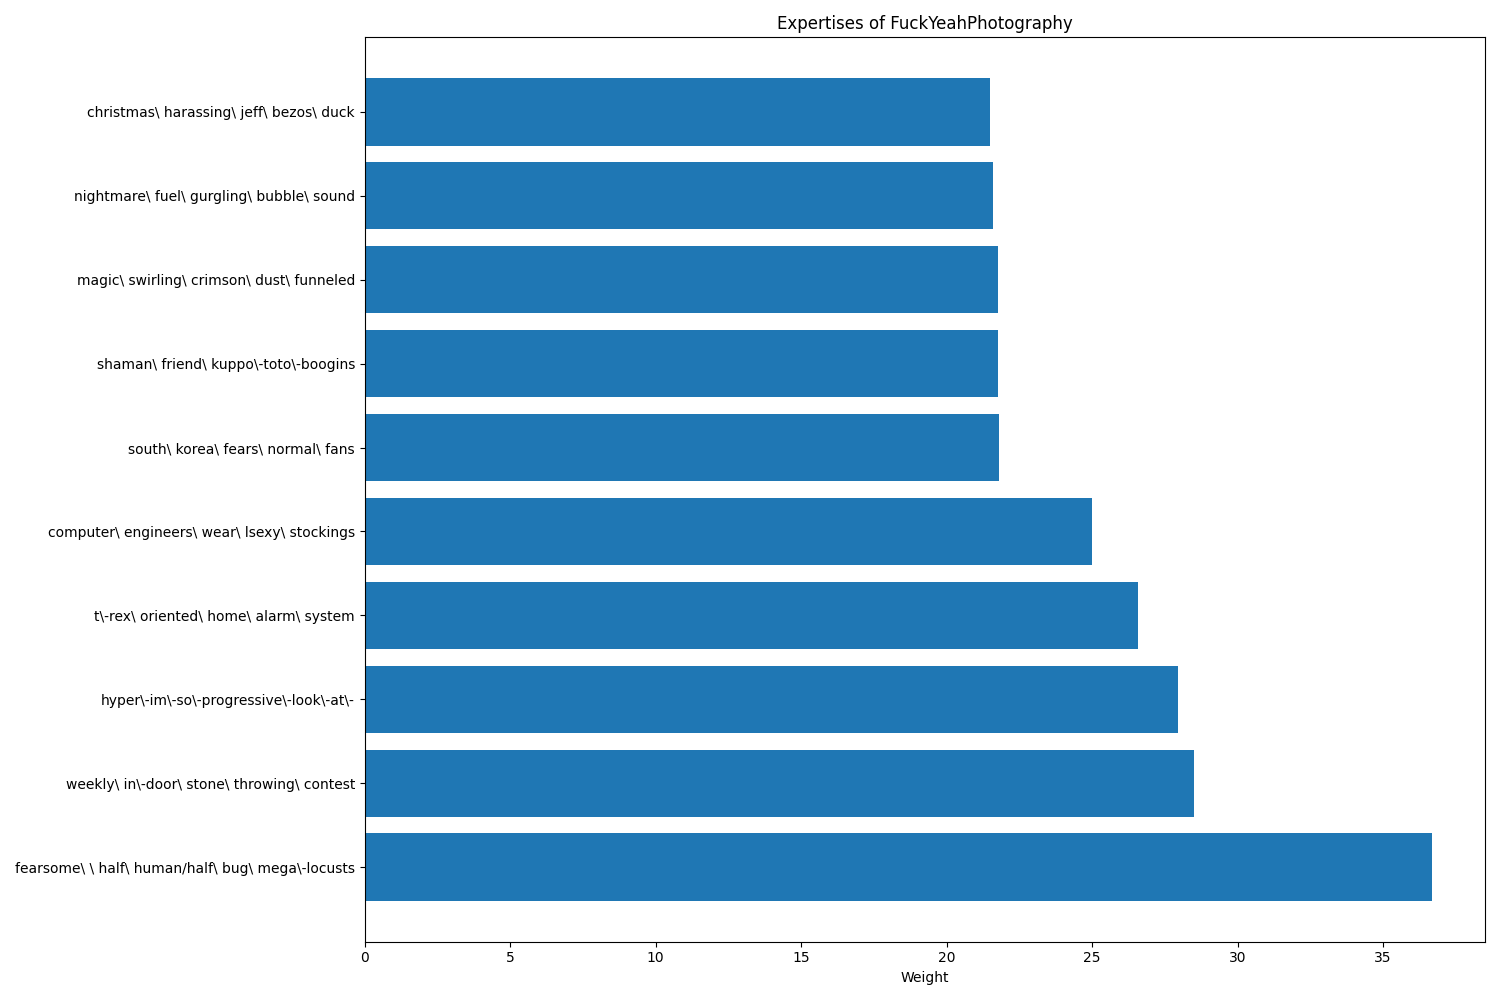 Expertises of FuckYeahPhotography
christmas\ harassing\ jeff\ bezos\ duck
nightmare\ fuel\ gurgling\ bubble\ sound
magic\ swirling\ crimson\ dust\ funneled
shaman\ friend\ kuppo\-toto\-boogins
south\ korea\ fears\ normal\ fans
computer\ engineers\ wear\ lsexy\ stockings
t\-rex\ oriented\ home\ alarm\ system
hyper\-im\-so\-progressive\-look\-at\-
weekly\ in\-door\ stone\ throwing\ contest
fearsome\ \ half\ human/half\ bug\ mega\-locusts
0 5 10 15 20 25 30 35
Weight